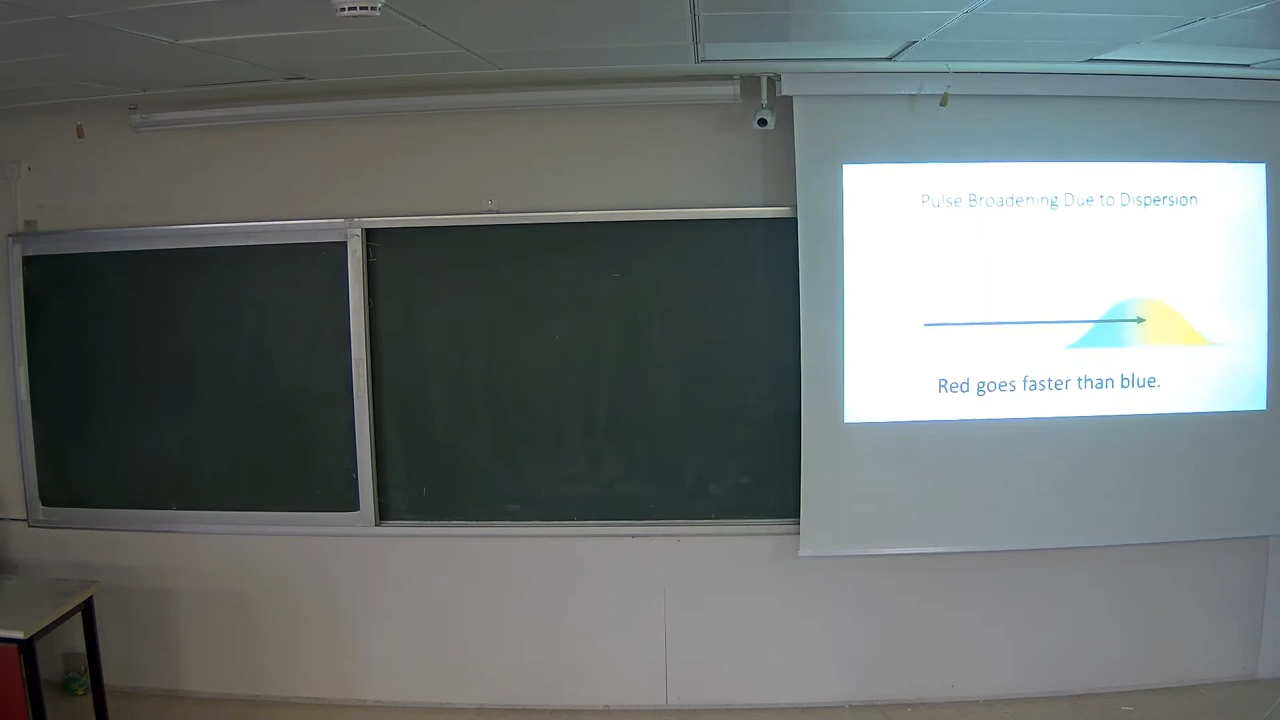 Pulse Broadening Due to Dispersion
Red goes faster than blue.